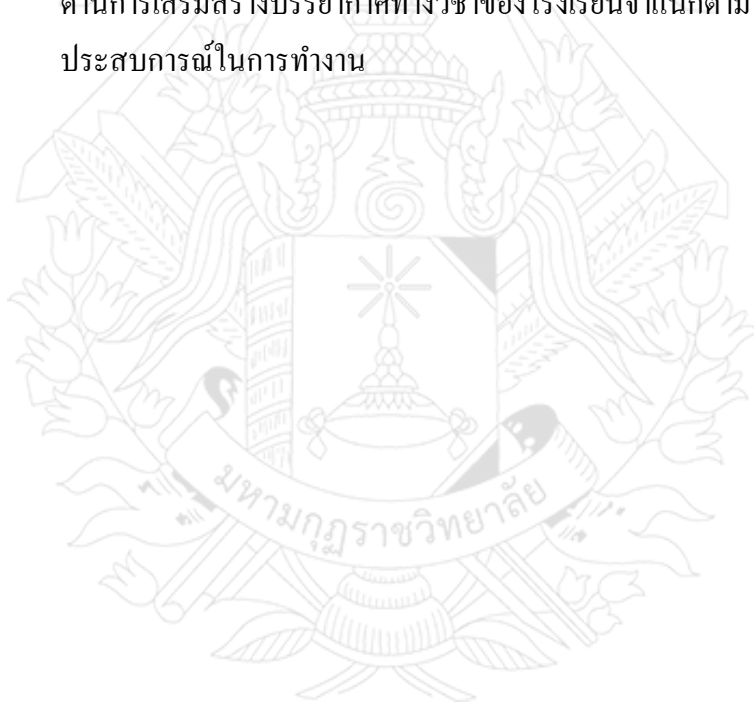 ด้านการเสริมสร้างบรรยากาศทางวิชาของโรงเรียนจำแนกตาม
ประสบการณ์ในการทำงาน
มหามกุฏราชวิทยาลัย